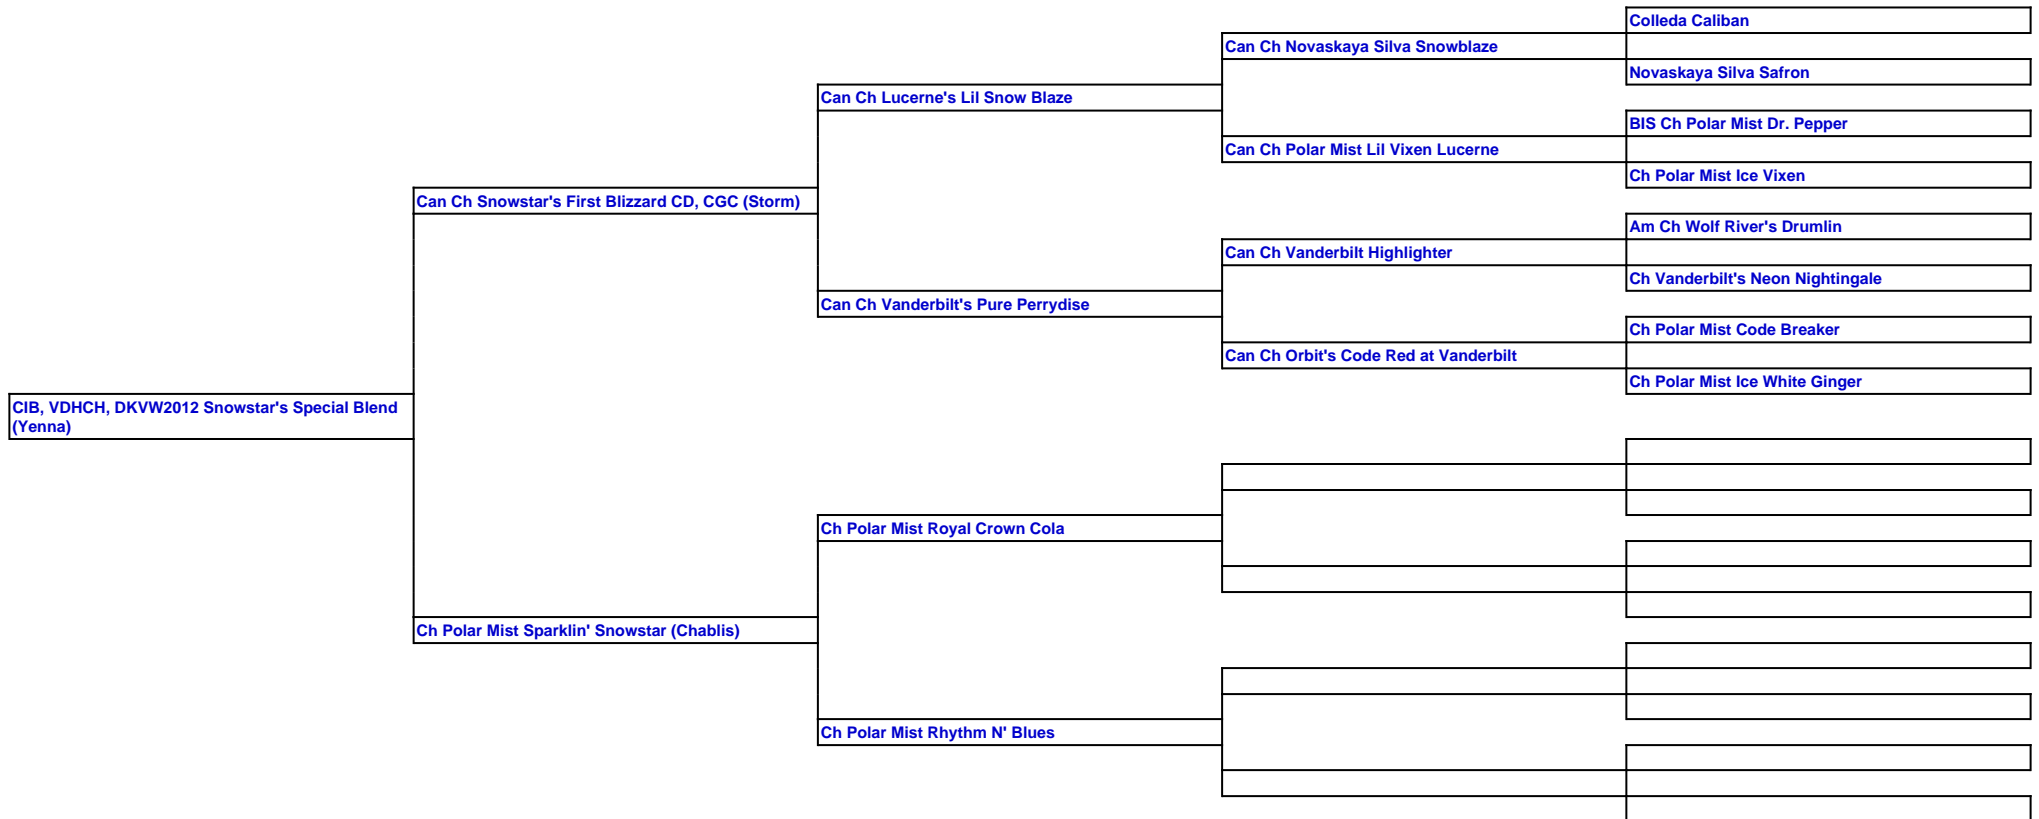 Colleda Caliban
Can Ch Novaskaya Silva Snowblaze
Novaskaya Silva Safron
Can Ch Lucerne's Lil Snow Blaze
BIS Ch Polar Mist Dr. Pepper
Can Ch Polar Mist Lil Vixen Lucerne
Ch Polar Mist Ice Vixen
Can Ch Snowstar's First Blizzard CD, CGC (Storm)
Am Ch Wolf River's Drumlin
Can Ch Vanderbilt Highlighter
Ch Vanderbilt's Neon Nightingale
Can Ch Vanderbilt's Pure Perrydise
Ch Polar Mist Code Breaker
Can Ch Orbit's Code Red at Vanderbilt
Ch Polar Mist Ice White Ginger
CIB, VDHCH, DKVW2012 Snowstar's Special Blend
(Yenna)
Ch Polar Mist Royal Crown Cola
Ch Polar Mist Sparklin' Snowstar (Chablis)
Ch Polar Mist Rhythm N' Blues